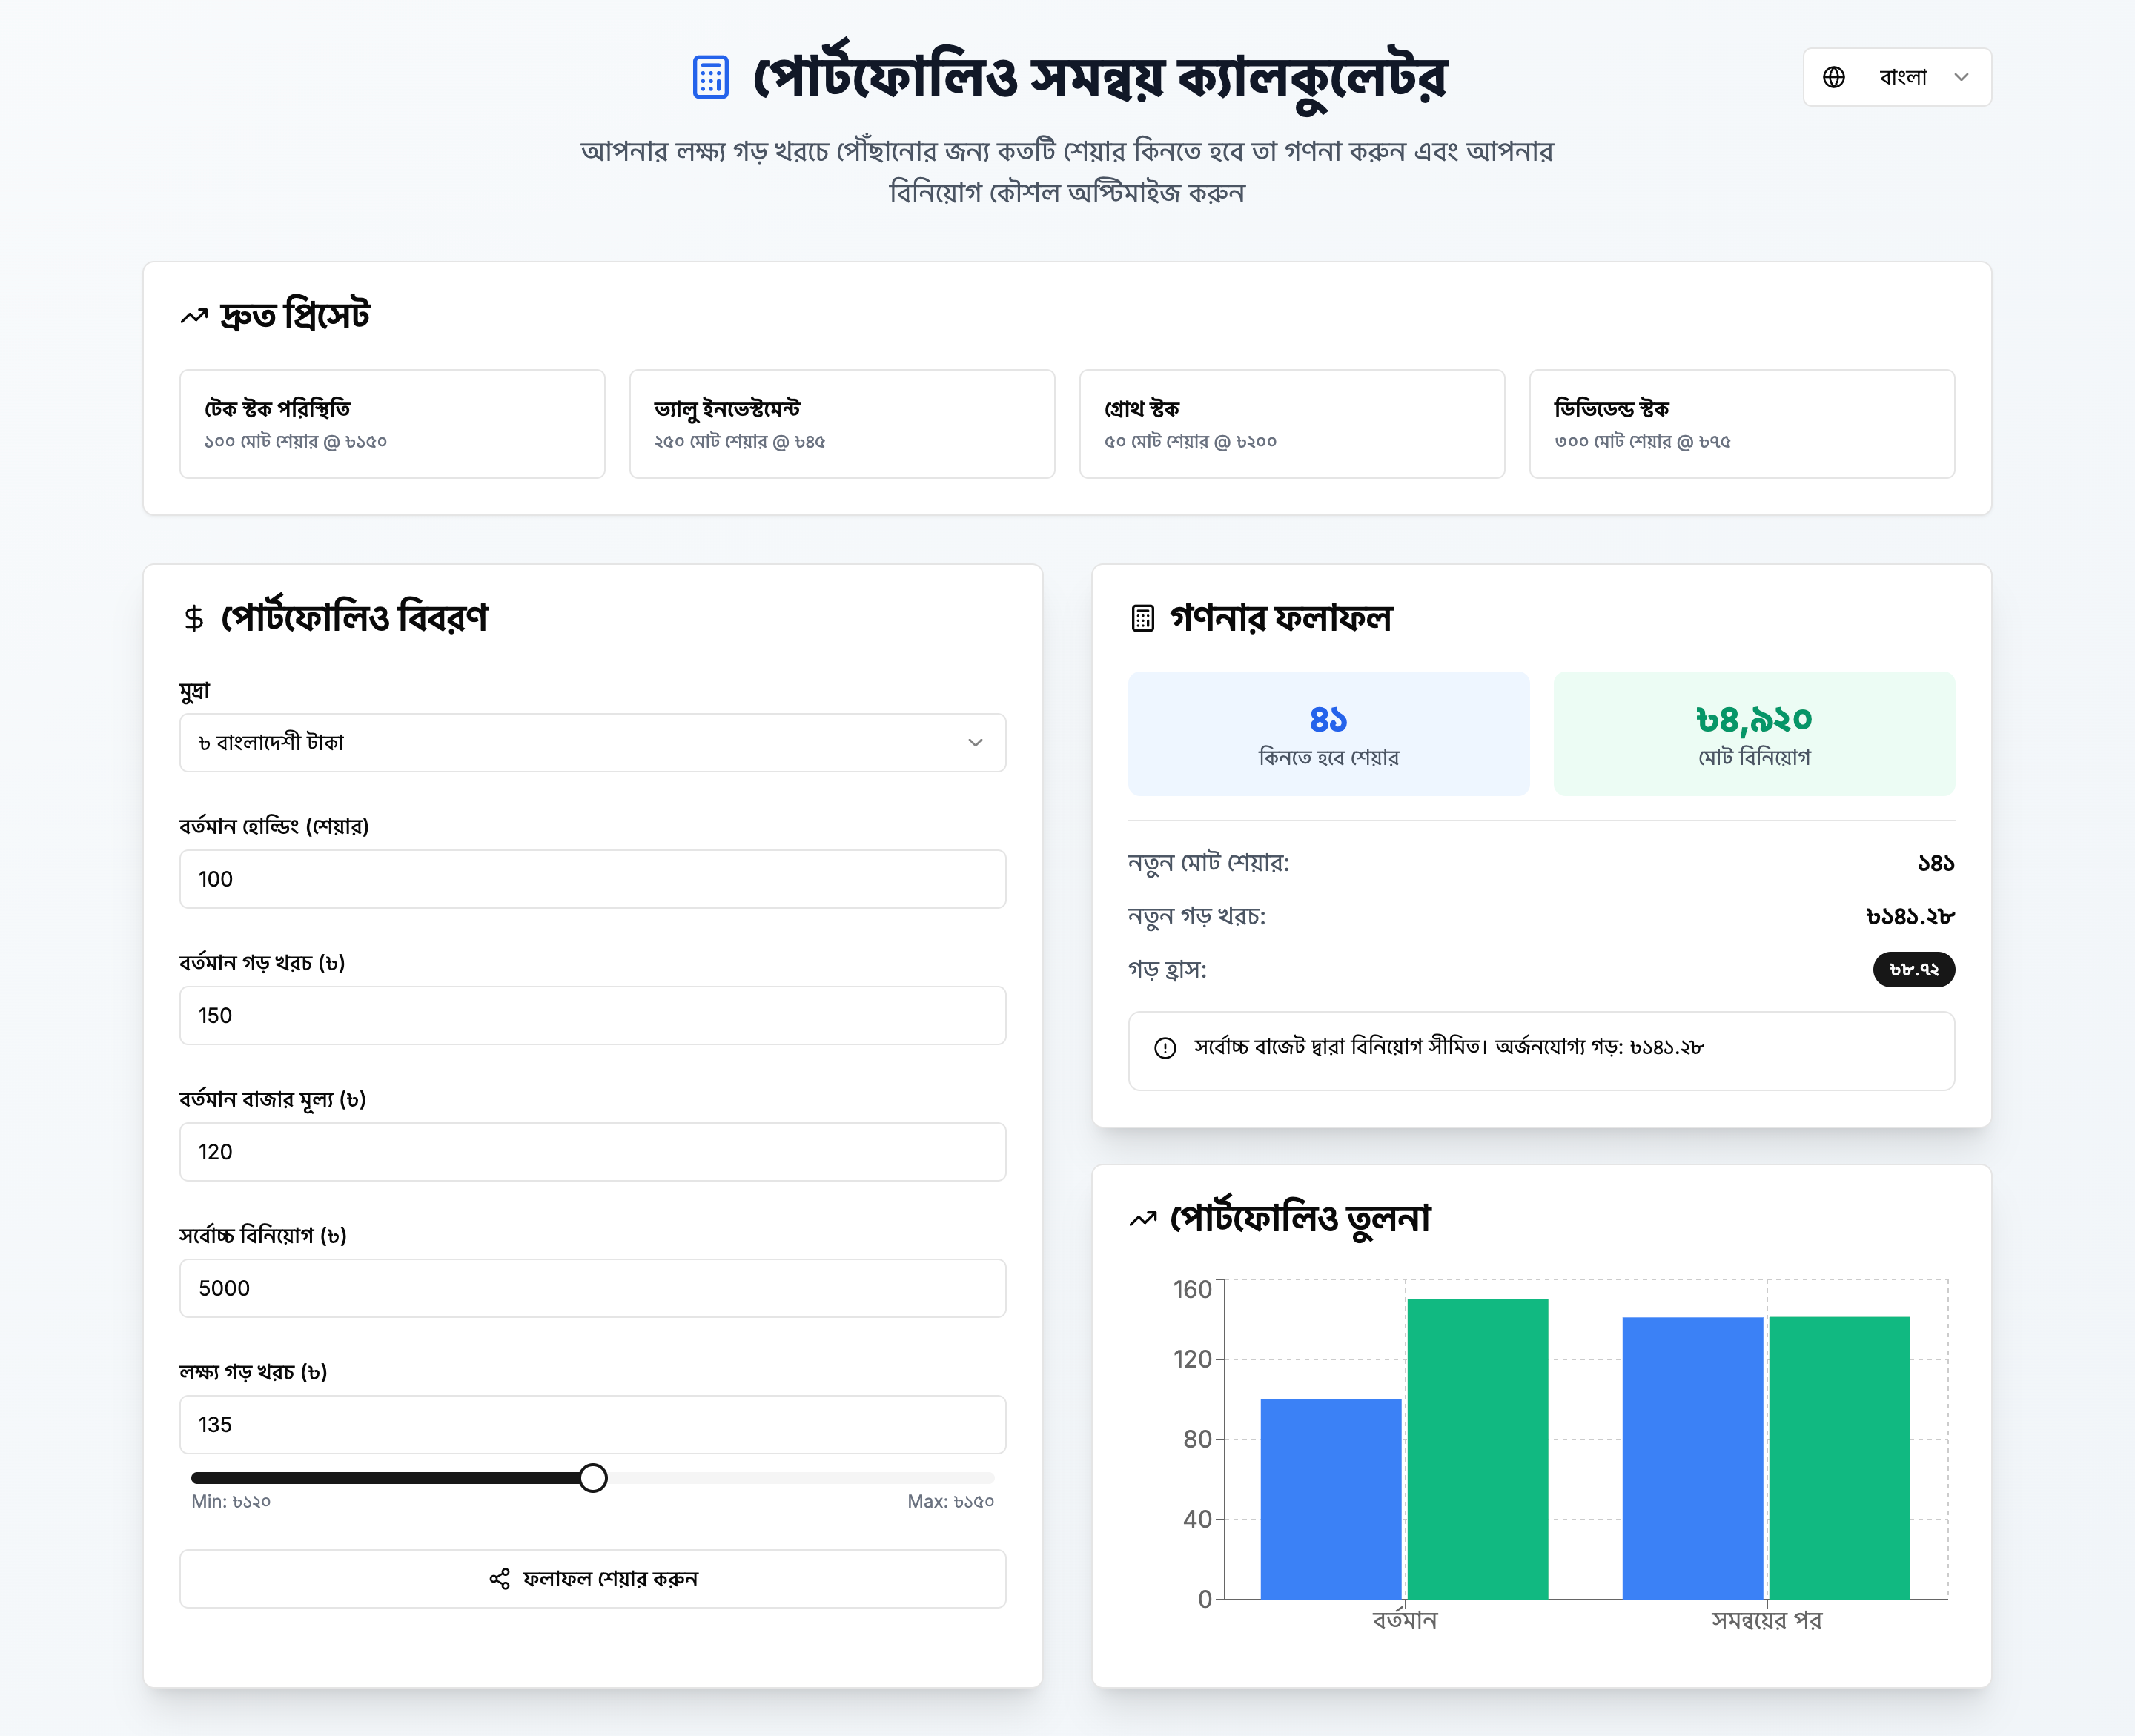 পোর্টফোলিও সমন্বয় ক্যালকুলেটর
বাংলা
আপনার লক্ষ্য গড় খরচে পৌঁছানোর জন্য কতটি শেয়ার কিনতে হবে তা গণনা করুন এবং আপনার
বিনিয়োগ কৌশল অপ্টিমাইজ করুন
দ্রুত প্রিসেট
টেক স্টক পরিস্থিতি
১০০ মোট শেয়ার @ ৳১৫০
ভ্যালু ইনভেস্টমেন্ট
২৫০ মোট শেয়ার @ ৳৪৫
গ্রোথ স্টক
৫০ মোট শেয়ার @ ৳২০০
ডিভিডেন্ড স্টক
৩০০ মোট শেয়ার @ ৳৭৫
$ পোর্টফোলিও বিবরণ
মুদ্রা
৳ বাংলাদেশী টাকা
বর্তমান হোল্ডিং (শেয়ার)
100
বর্তমান গড় খরচ (৳)
150
বর্তমান বাজার মূল্য (৳)
120
সর্বোচ্চ বিনিয়োগ (৳)
5000
লক্ষ্য গড় খরচ (৳)
135
Min: ৳১২০
Max: ৳১৫০
ফলাফল শেয়ার করুন
গণনার ফলাফল
৪১
কিনতে হবে শেয়ার
৳৪,৯২০
মোট বিনিয়োগ
নতুন মোট শেয়ার:
১৪১
নতুন গড় খরচ:
৳১৪১.২৮
গড় হ্রাস:
৳৮.৭২
সর্বোচ্চ বাজেট দ্বারা বিনিয়োগ সীমিত। অর্জনযোগ্য গড়: ৳১৪১.২৮
পোর্টফোলিও তুলনা
160
120
80
40
0
বর্তমান
সমন্বয়ের পর